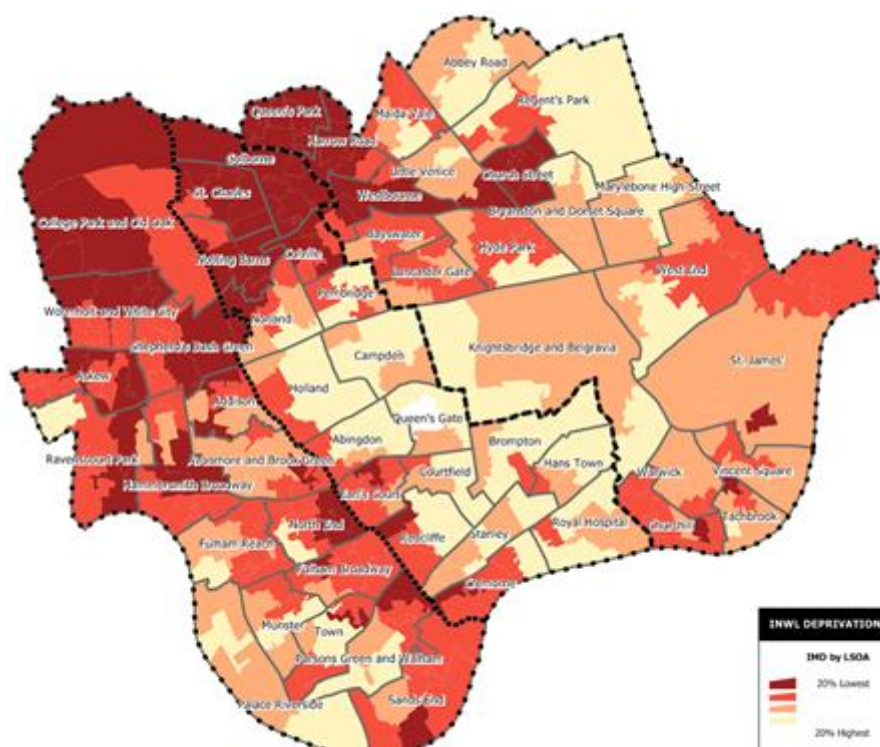 Abbey Road
Queen's Park
Regent's Park
Maida Vale
Harrow Road
Golborne
Little Venice
Church Street
St. Charles
Marylebone High Street
Westbourne
College Park and Old Oak
Bryanston and Dorset Square
Bayswater
Hyde Park
Notting Barns
Colville
Lancaster Gate
West End
Pembridge
Wormholt and White City
Norland
Shepherd's Bush Green
Campden
Knightsbridge and Belgravia
St. James'
Askew
Holland
Addison
Queen's Gate
Abingdon
Brompton
Ravenscourt Park
Avonmore and Brook Green
Courtfield
Hans Town
Warwick
Vincent Square
Hammersmith Broadway
Earl's Court
Tachbrook
North End
Royal Hospital
Churchill
Fulham Reach
Redcliffe
Stanley
Fulham Broadway
Cremorne
Munster
Town
Parsons Green and Walham
Palace Riverside
Sands End
INWL DEPRIVATION
IMD by LSOA
20% Lowest
20% Highest